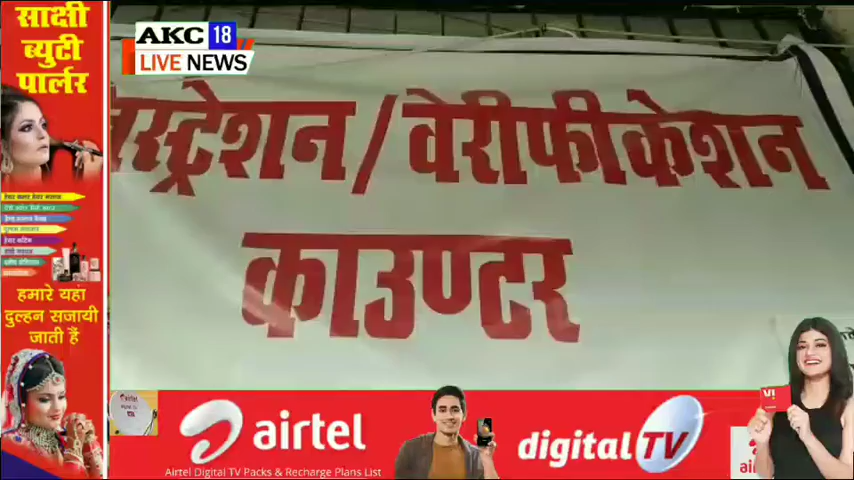 साक्षी
ब्युटी
पार्लर
हमारे यहां
दुल्हन सजायी
जाती है
AKC 18
LIVE NEWS
स्ट्रेशन/वेरीफीकेशन
काउण्टर
airtel
Airtel Digital TV Packs & Recharge Plans List
digital TV
VI